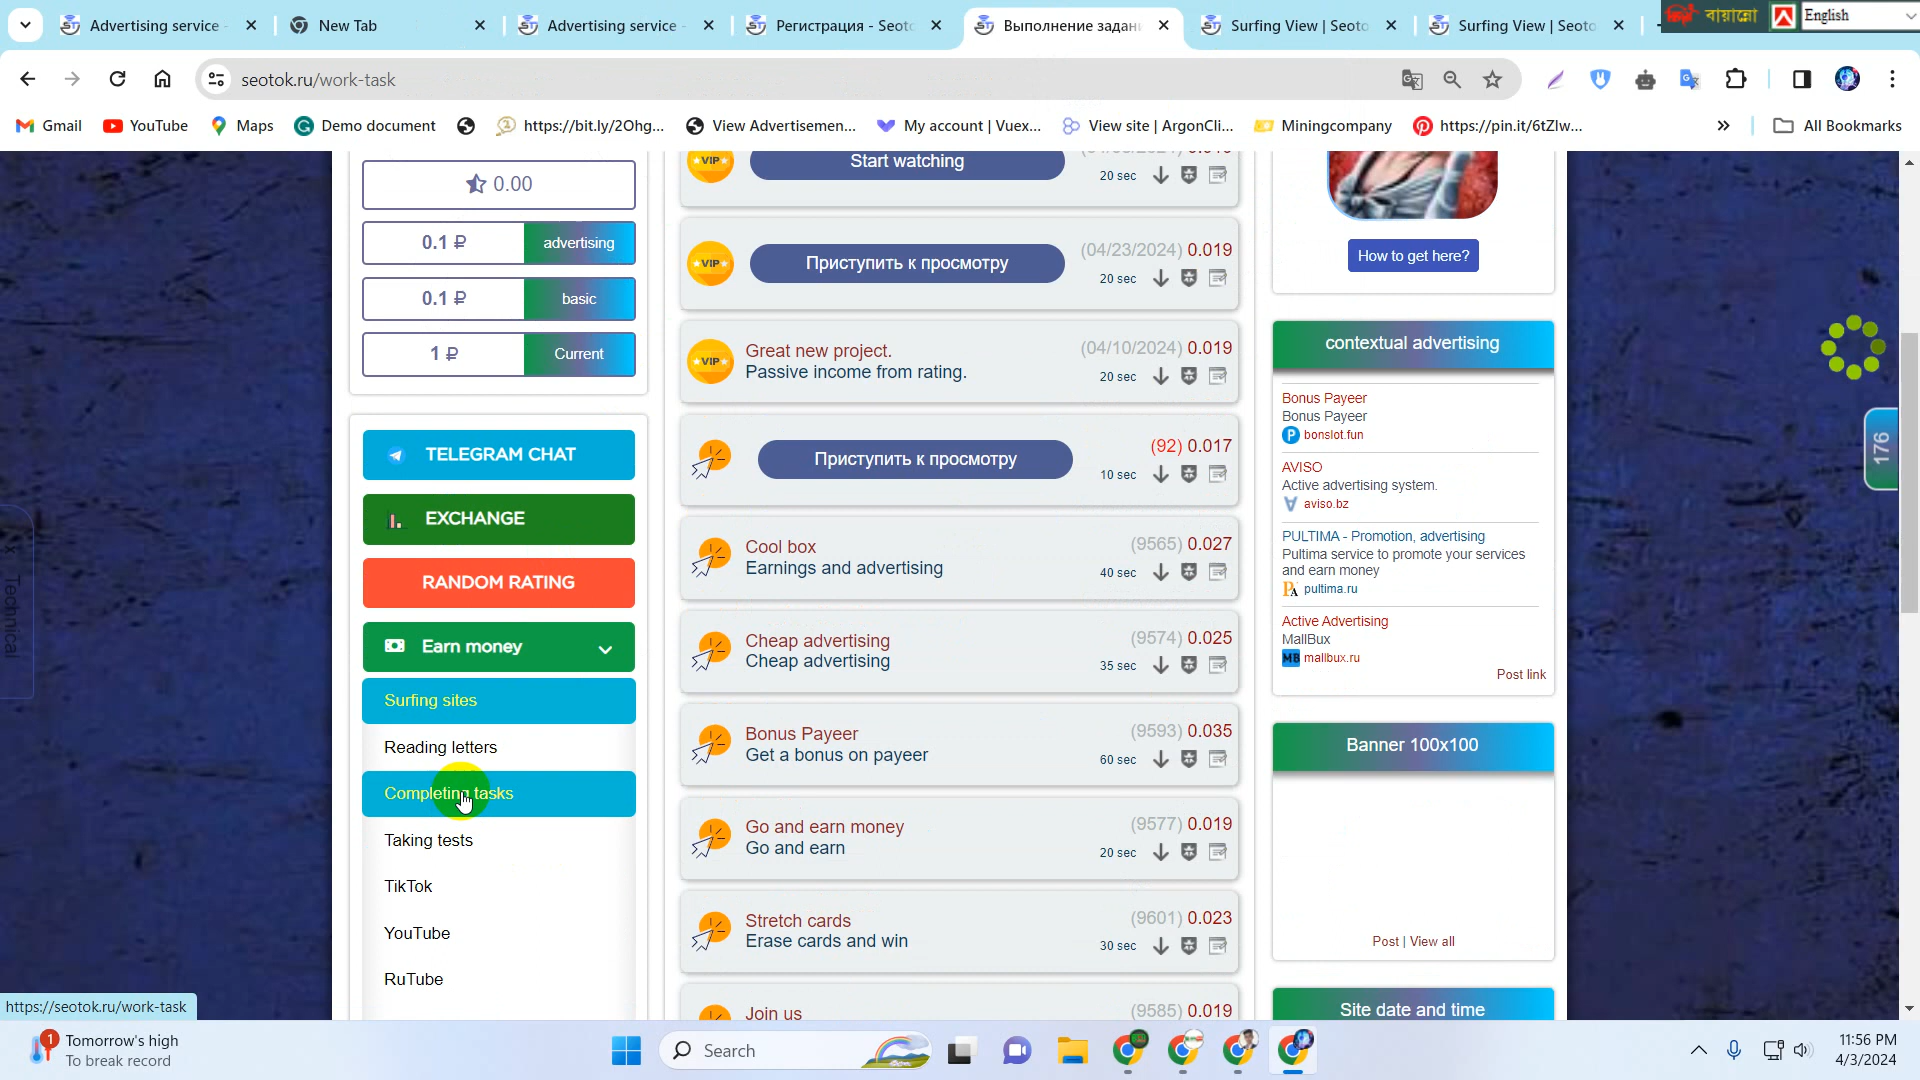 Advertising service -
New Tab
Advertising service -
Регистрация - Seoto
Выполнение задан
Surfing View | Seoto
Surfing View | Seoto
বায়ান্নো
English
seotok.ru/work-task
Gmail
YouTube
Maps
Demo document
https://bit.ly/2Ohg...
View Advertisemen...
My account | Vuex...
View site | ArgonCli...
Miningcompany
https://pin.it/6tZlw...
»
All Bookmarks
0.00
0.1 ₽ advertising
0.1 ₽ basic
1 ₽ Current
TELEGRAM CHAT
EXCHANGE
RANDOM RATING
Earn money
Surfing sites
Reading letters
Completing tasks
Taking tests
TikTok
YouTube
RuTube
VIP
Start watching
20 sec
VIP
Приступить к просмотру
(04/23/2024) 0.019
20 sec
VIP
Great new project.
Passive income from rating.
(04/10/2024) 0.019
20 sec
Приступить к просмотру
(92) 0.017
10 sec
Cool box
Earnings and advertising
(9565) 0.027
40 sec
Cheap advertising
Cheap advertising
(9574) 0.025
35 sec
Bonus Payeer
Get a bonus on payeer
(9593) 0.035
60 sec
Go and earn money
Go and earn
(9577) 0.019
20 sec
Stretch cards
Erase cards and win
(9601) 0.023
30 sec
Join us
(9585) 0.019
How to get here?
contextual advertising
Bonus Payeer
Bonus Payeer
bonslot.fun
AVISO
Active advertising system.
aviso.bz
PULTIMA - Promotion, advertising
Pultima service to promote your services
and earn money
pultima.ru
Active Advertising
MallBux
MB mallbux.ru
Post link
Banner 100x100
Post | View all
Site date and time
176
x Technical
https://seotok.ru/work-task
1
Tomorrow's high
To break record
Search
11:56 PM
4/3/2024